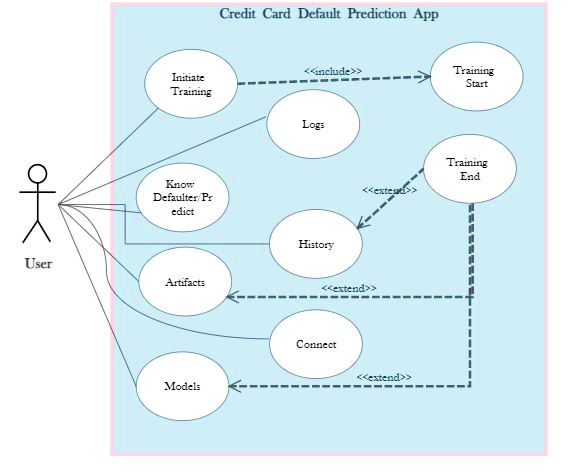 Credit Card Default Prediction App
Initiate
Training
<<include>>
Training
Start
Logs
Training
End
Know
Defaulter/Pr
edict
<<extend>>
History
User
Artifacts
<<extend>>
Connect
Models
<<extend>>